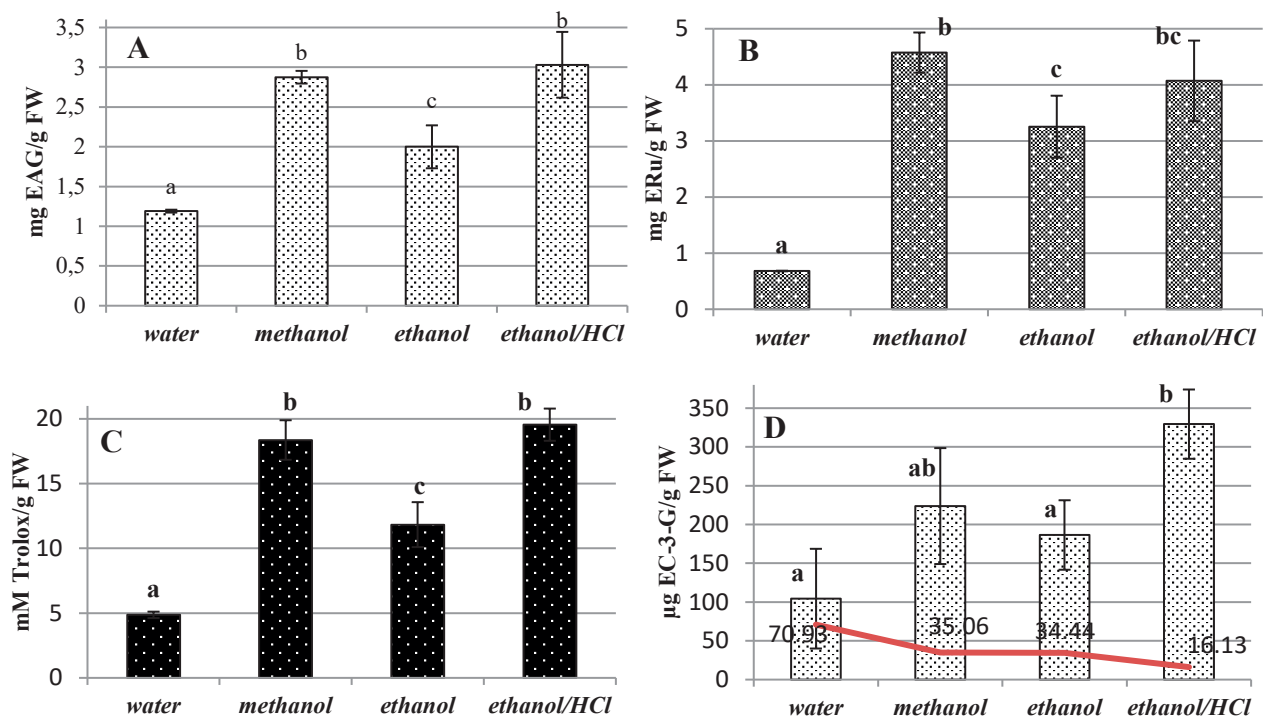 A
mg EAG/g FW
3,5
3
2,5
2
1,5
1
0,5
0
a
b
c
b
water methanol ethanol ethanol/HCl
B
mg ERu/g FW
5
4
3
2
1
0
a
b
c
bc
water methanol ethanol ethanol/HCl
C
mM Trolox/g FW
20
15
10
5
0
a
b
c
b
water methanol ethanol ethanol/HCl
D
µg EC-3-G/g FW
350
300
250
200
150
100
50
0
a
ab
a
b
70.93 35.06 34.44 16.13
water methanol ethanol ethanol/HCl